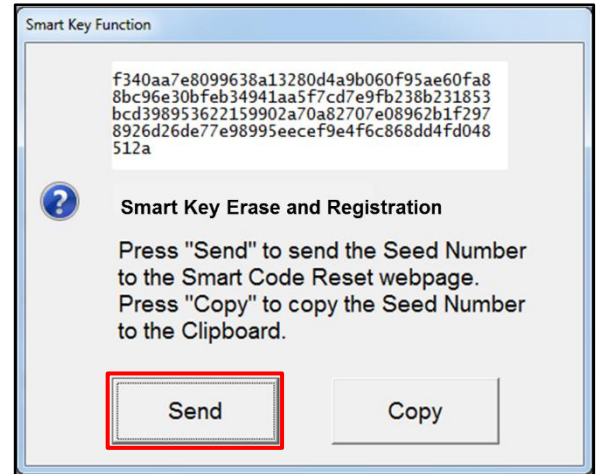 Smart Key Function
f340aa7e8099638a13280d4a9b060f95ae60fa8
8bc96e30bfeb34941aa5f7cd7e9fb238b231853
bcd398953622159902a70a82707e08962b1f297
8926d26de77e98995eecef9e4f6c868dd4fd048
512a
Smart Key Erase and Registration
Press "Send" to send the Seed Number
to the Smart Code Reset webpage.
Press "Copy" to copy the Seed Number
to the Clipboard.
Send
Copy